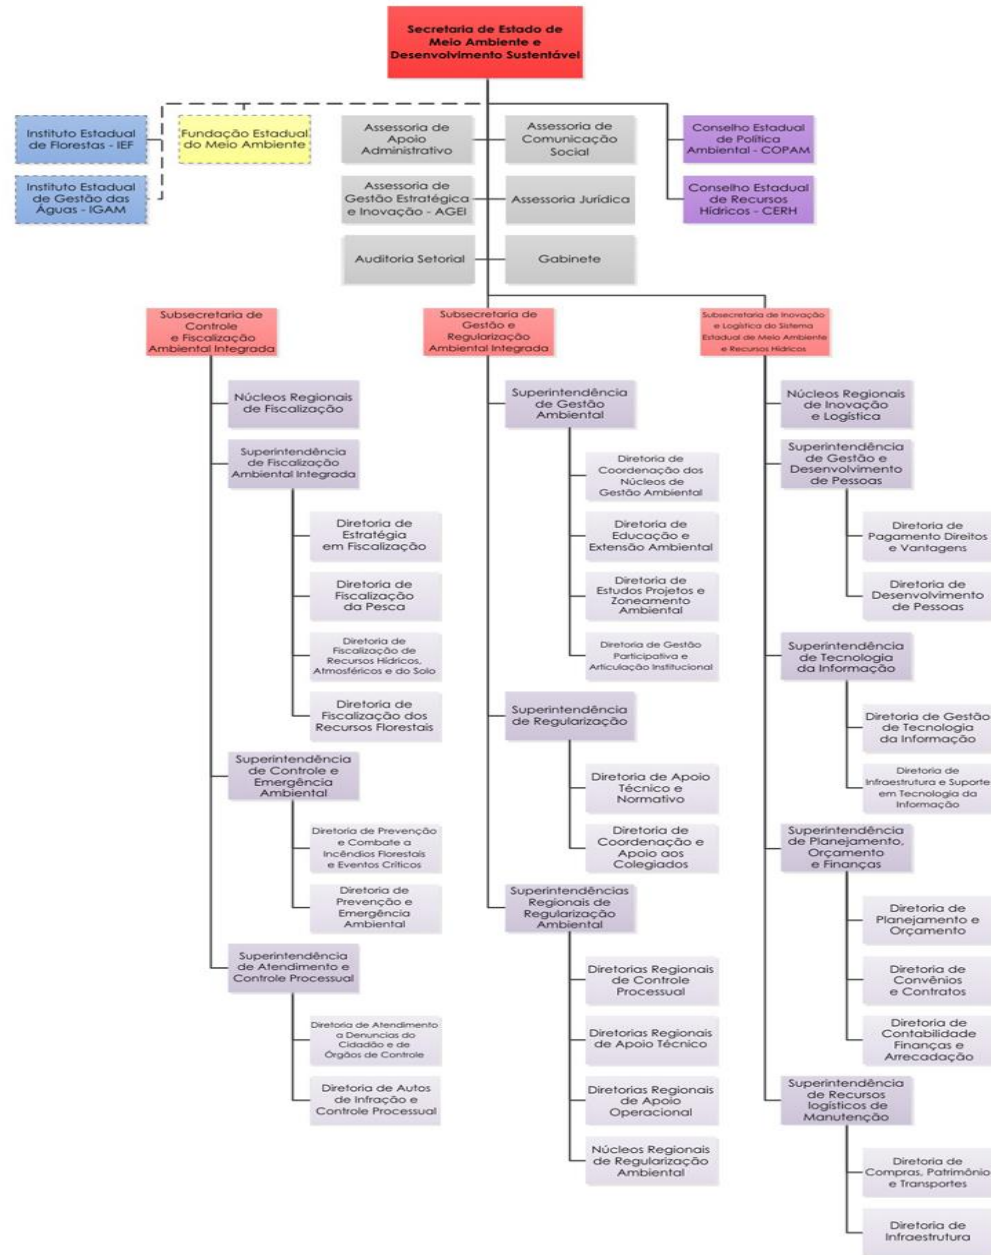 Secretaria de Estado de
Meio Ambiente e
Desenvolvimento Sustentável
Instituto Estadual
de Florestas - IEF
Fundação Estadual
do Meio Ambiente
Assessoria de
Apoio
Administrativo
Assessoria de
Comunicação
Social
Conselho Estadual
de Política
Ambiental - COPAM
Instituto Estadual
de Gestão das
Águas - IGAM
Assessoria de
Gestão Estratégica
e Inovação - AGEI
Assessoria Jurídica
Conselho Estadual
de Recursos
Hídricos - CERH
Auditoria Setorial
Gabinete
Subsecretaria de
Controle
e Fiscalização
Ambiental Integrada
Núcleos Regionais
de Fiscalização
Superintendência
de Fiscalização
Ambiental Integrada
Diretoria de
Estratégia
em Fiscalização
Diretoria de
Fiscalização
da Pesca
Diretoria de
Fiscalização de
Recursos Hídricos,
Atmosféricos e do Solo
Diretoria de
Fiscalização dos
Recursos Florestais
Superintendência
de Controle e
Emergência
Ambiental
Diretoria de Prevenção
e Combate a
Incêndios Florestais
e Eventos Críticos
Diretoria de
Prevenção e
Emergência
Ambiental
Superintendência
de Atendimento e
Controle Processual
Diretoria de Atendimento
a Denuncias do
Cidadão e de
Órgãos de Controle
Diretoria de Autos
de Infração e
Controle Processual
Subsecretaria de
Gestão e
Regularização
Ambiental Integrada
Superintendência
de Gestão
Ambiental
Diretoria de
Coordenação dos
Núcleos de
Gestão Ambiental
Diretoria de
Educação e
Extensão Ambiental
Diretoria de
Estudos Projetos e
Zoneamento
Ambiental
Diretoria de Gestão
Participativa e
Articulação Institucional
Superintendência
de Regularização
Diretoria de Apoio
Técnico e
Normativo
Diretoria de
Coordenação e
Apoio aos
Colegiados
Superintendências
Regionais de
Regularização
Ambiental
Diretorias Regionais
de Controle
Processual
Diretorias Regionais
de Apoio Técnico
Diretorias Regionais
de Apoio
Operacional
Núcleos Regionais
de Regularização
Ambiental
Subsecretaria de Inovação
e Logística do Sistema
Estadual de Meio Ambiente
e Recursos Hídricos
Núcleos Regionais
de Inovação
e Logística
Superintendência
de Gestão e
Desenvolvimento
de Pessoas
Diretoria de
Pagamento Direitos
e Vantagens
Diretoria de
Desenvolvimento
de Pessoas
Superintendência
de Tecnologia
da Informação
Diretoria de Gestão
de Tecnologia
da Informação
Diretoria de
Infraestrutura e Suporte
em Tecnologia da
Informação
Superintendência
de Planejamento,
Orçamento
e Finanças
Diretoria de
Planejamento e
Orçamento
Diretoria de
Convênios
e Contratos
Diretoria de
Contabilidade
Finanças e
Arrecadação
Superintendência
de Recursos
logísticos de
Manutenção
Diretoria de
Compras, Patrimônio
e Transportes
Diretoria de
Infraestrutura